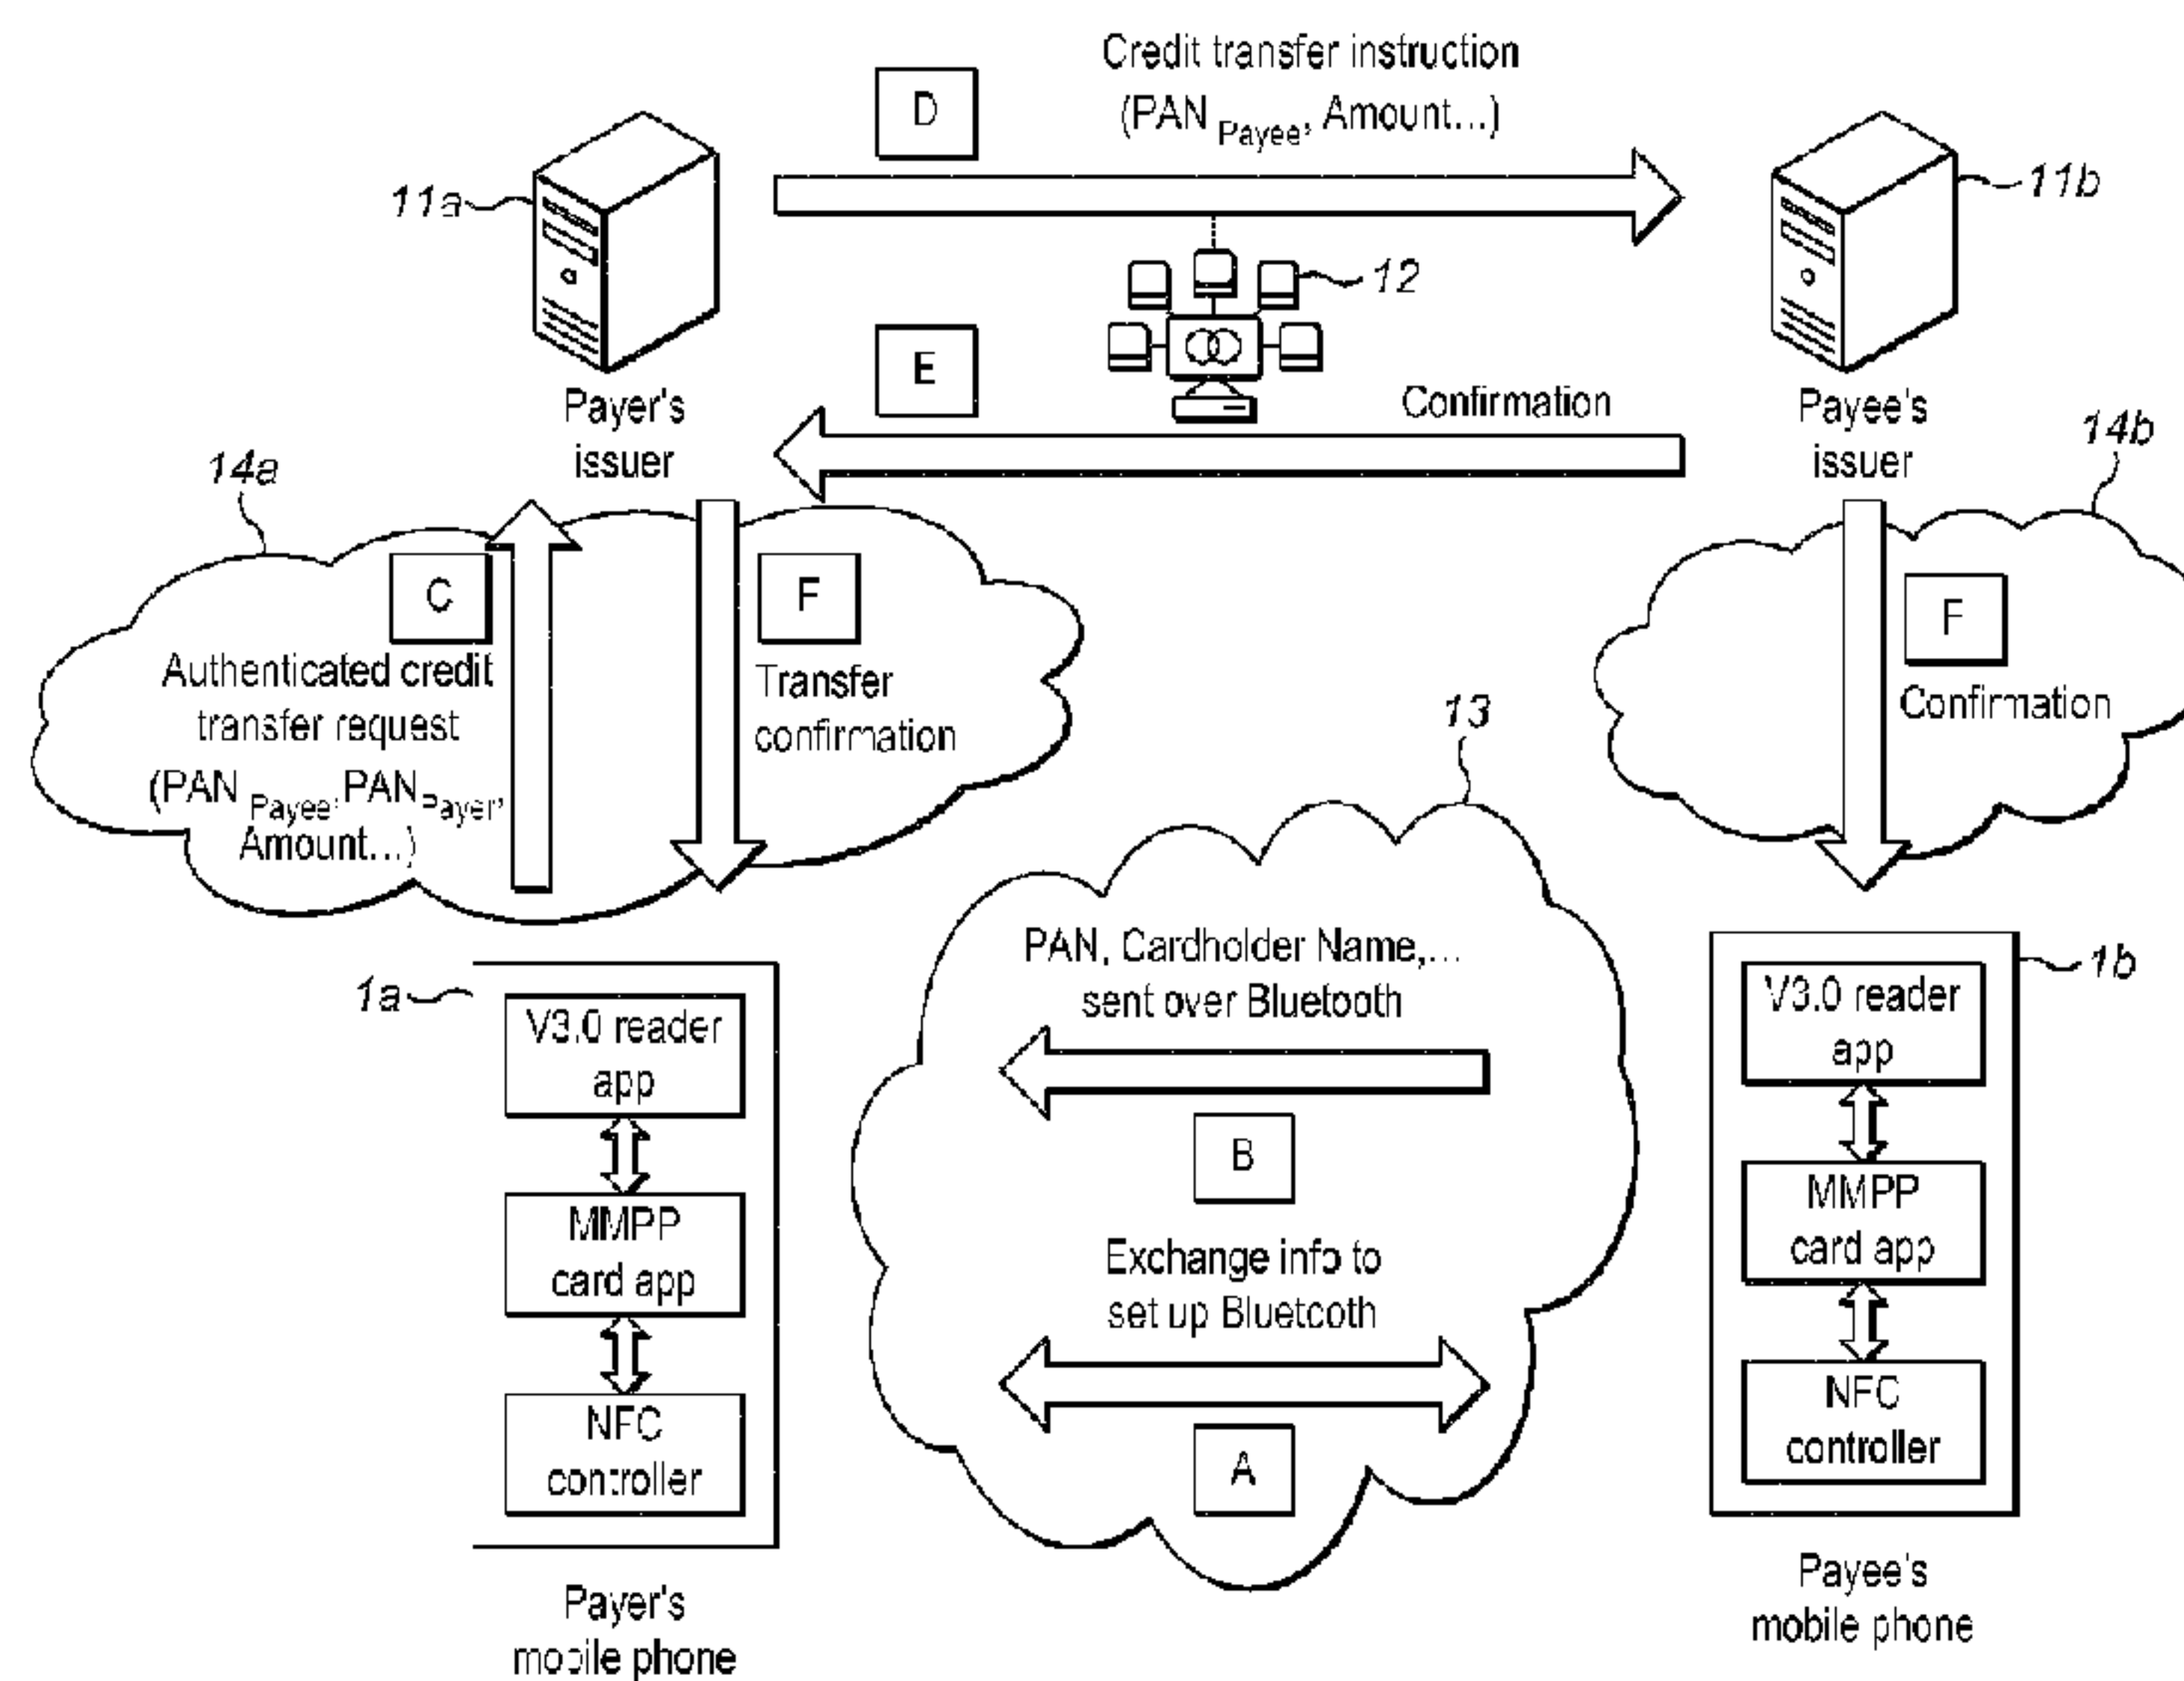 Credit transfer instruction
D
(PAN Payee, Amount...)
11a
11b
12
E
Confirmation
Payer's
issuer
Payee's
issuer
14a
14b
C
F
F
Authenticated credit
transfer request
(PAN Payee, PAN Payer,
Amount...)
Transfer
confirmation
Confirmation
13
1a
V3.0 reader
app
MMPP
card app
NFC
controller
Payer's
mobile phone
PAN, Cardholder Name,...
sent over Bluetooth
B
Exchange info to
set up Bluetooth
A
1b
V3.0 reader
app
MMPP
card app
NFC
controller
Payee's
mobile phone